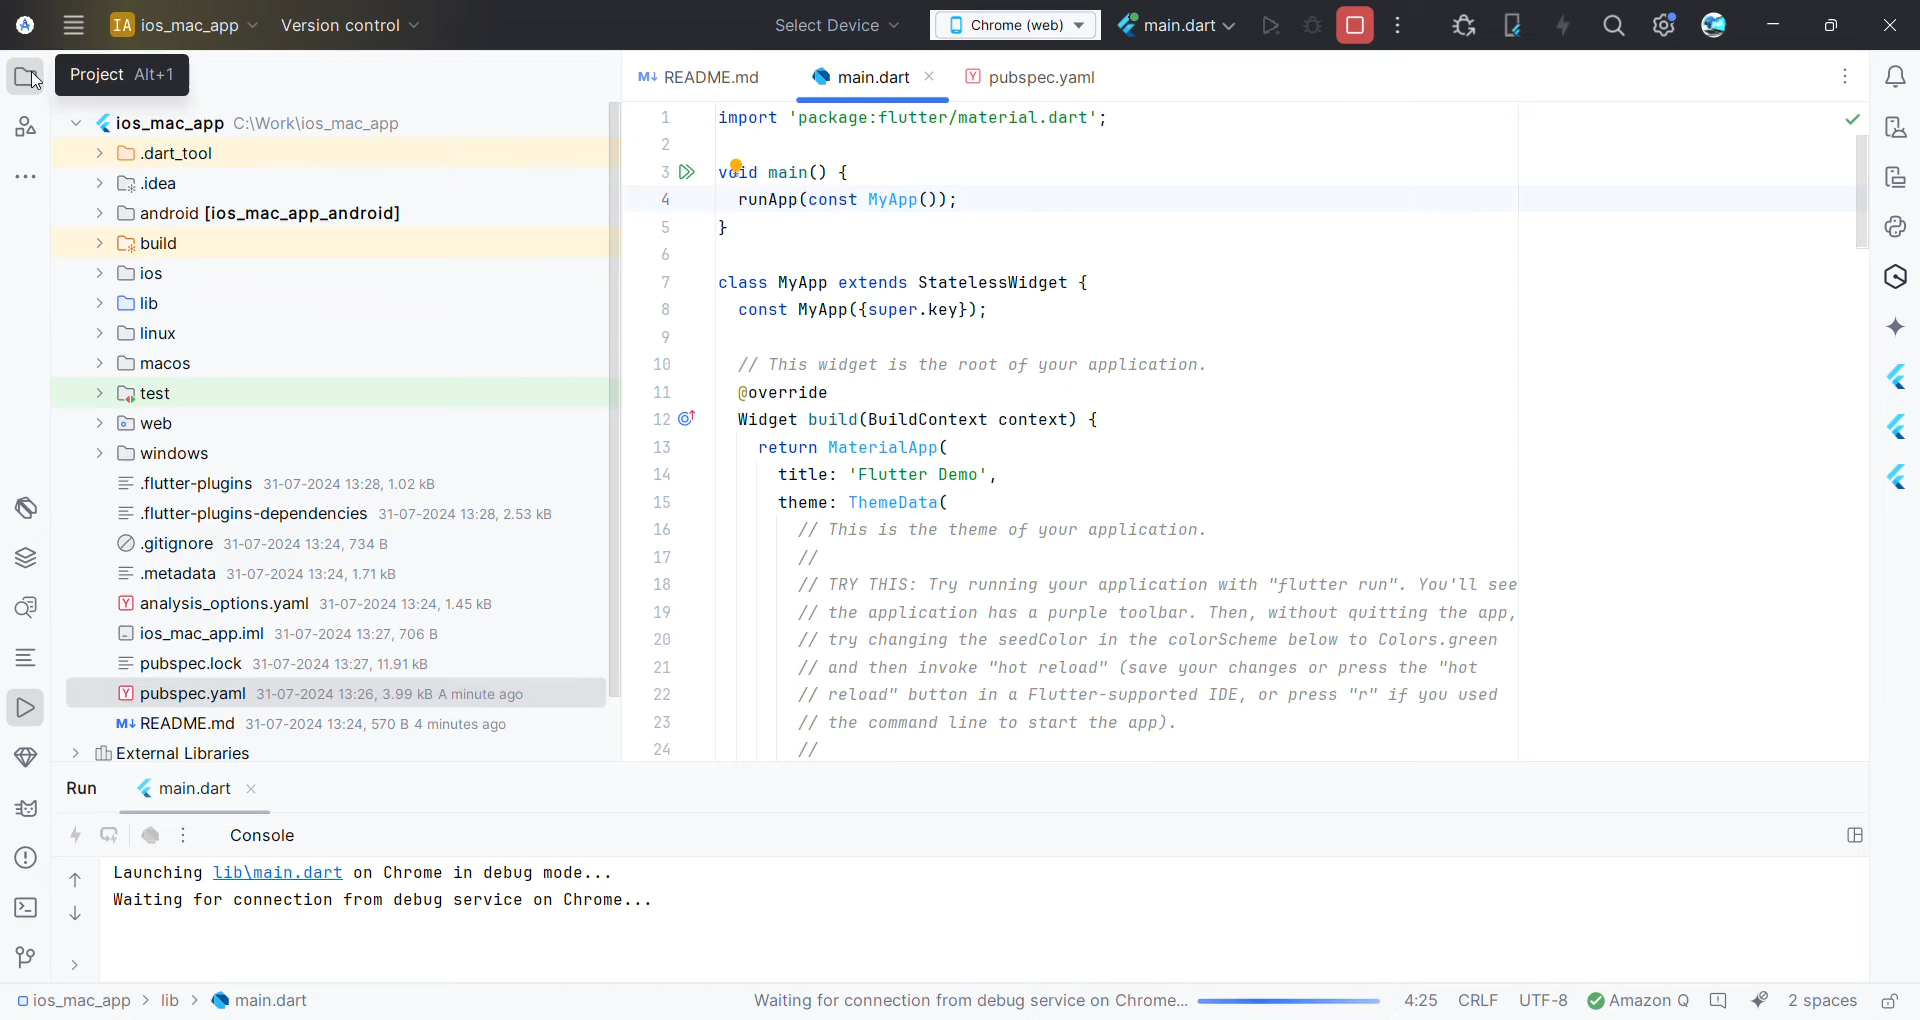 IA ios_mac_app Version control Select Device Chrome (web) main.dart
Project Alt+1
ios_mac_app C:\Work\ios_mac_app
.dart_tool
.idea
android [ios_mac_app_android]
build
ios
lib
linux
macos
test
web
windows
.flutter-plugins 31-07-2024 13:28, 1.02 kB
.flutter-plugins-dependencies 31-07-2024 13:28, 2.53 kB
.gitignore 31-07-2024 13:24, 734 B
.metadata 31-07-2024 13:24, 1.71 kB
Y analysis_options.yaml 31-07-2024 13:24, 1.45 kB
ios_mac_app.iml 31-07-2024 13:27, 706 B
pubspec.lock 31-07-2024 13:27, 11.91 kB
Y pubspec.yaml 31-07-2024 13:26, 3.99 kB A minute ago
M↓ README.md 31-07-2024 13:24, 570 B 4 minutes ago
External Libraries
M↓ README.md main.dart Y pubspec.yaml
1 import 'package:flutter/material.dart';
2
3 void main() {
4 runApp(const MyApp());
5 }
6
7 class MyApp extends StatelessWidget {
8 const MyApp({super.key});
9
10 // This widget is the root of your application.
11 @override
12 Widget build(BuildContext context) {
13 return MaterialApp(
14 title: 'Flutter Demo',
15 theme: ThemeData(
16 // This is the theme of your application.
17 //
18 // TRY THIS: Try running your application with "flutter run". You'll see
19 // the application has a purple toolbar. Then, without quitting the app,
20 // try changing the seedColor in the colorScheme below to Colors.green
21 // and then invoke "hot reload" (save your changes or press the "hot
22 // reload" button in a Flutter-supported IDE, or press "r" if you used
23 // the command line to start the app).
24 //
Run main.dart
Console
Launching lib\main.dart on Chrome in debug mode...
Waiting for connection from debug service on Chrome...
ios_mac_app > lib > main.dart Waiting for connection from debug service on Chrome... 4:25 CRLF UTF-8 Amazon Q 2 spaces